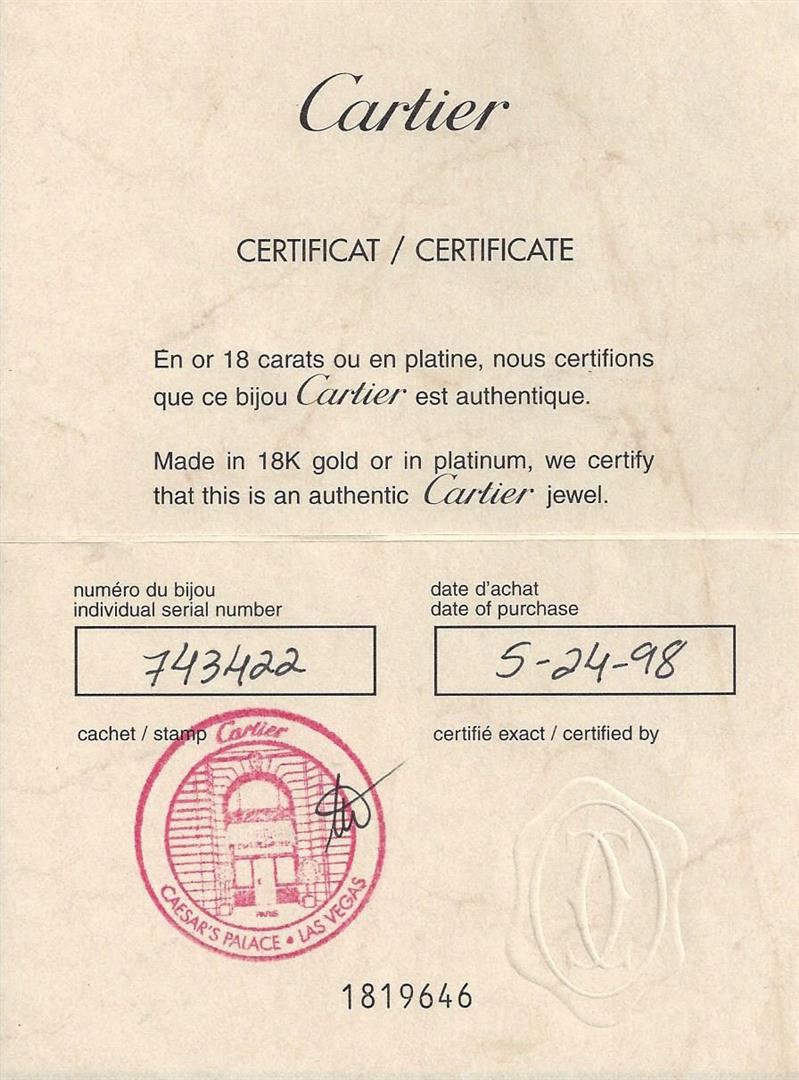 Cartier
CERTIFICAT / CERTIFICATE
En or 18 carats ou en platine, nous certifions
que ce bijou Cartier est authentique.
Made in 18K gold or in platinum, we certify
that this is an authentic Cartier jewel.
numéro du bijou
individual serial number
743422
date d'achat
date of purchase
5-24-98
cachet / stamp
certifié exact / certified by
Cartier
PARIS
CAESAR'S PALACE • LAS VEGAS
1819646